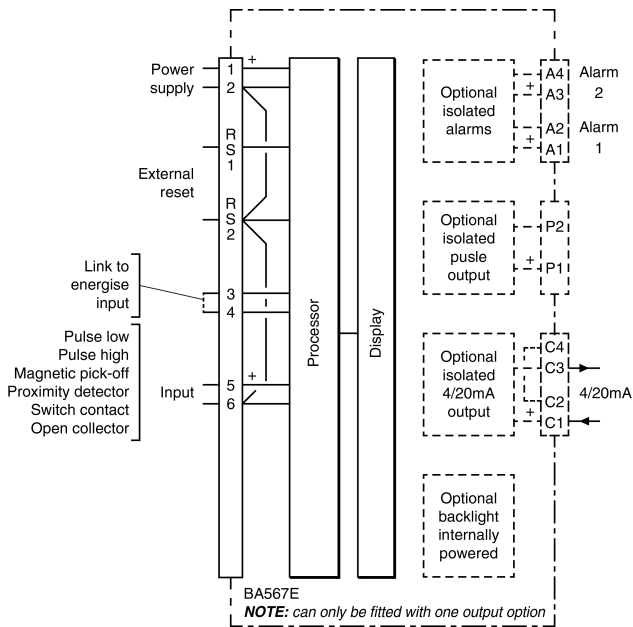 Power
supply
+
1
2
R
S
1
External
reset
R
S
2
Link to
energise
input
3
4
Pulse low
Pulse high
Magnetic pick-off
Proximity detector
Switch contact
Open collector
Input
+
5
6
Processor
Display
Optional
isolated
alarms
+
+
A4
A3
A2
A1
Alarm
2
Alarm
1
Optional
isolated
pusle
output
+
P2
P1
Optional
isolated
4/20mA
output
+
C4
C3
C2
C1
4/20mA
Optional
backlight
internally
powered
BA567E
NOTE: can only be fitted with one output option